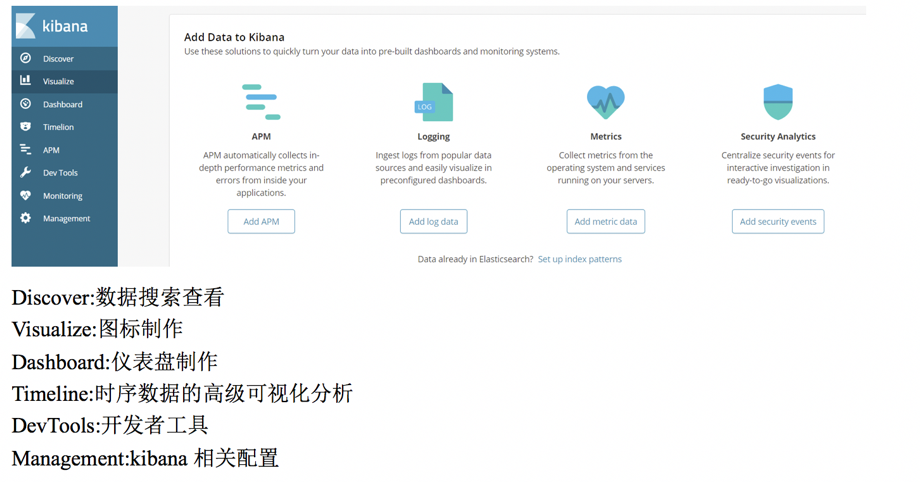 kibana
Discover
Visualize
Dashboard
Timelion
APM
Dev Tools
Monitoring
Management
Add Data to Kibana
Use these solutions to quickly turn your data into pre-built dashboards and monitoring systems.
APM
APM automatically collects in-
depth performance metrics and
errors from inside your
applications.
Add APM
LOG
Logging
Ingest logs from popular data
sources and easily visualize in
preconfigured dashboards.
Add log data
Metrics
Collect metrics from the
operating system and services
running on your servers.
Add metric data
Security Analytics
Centralize security events for
interactive investigation in
ready-to-go visualizations.
Add security events
Data already in Elasticsearch? Set up index patterns
Discover:数据搜索查看
Visualize:图标制作
Dashboard:仪表盘制作
Timeline:时序数据的高级可视化分析
DevTools:开发者工具
Management:kibana 相关配置